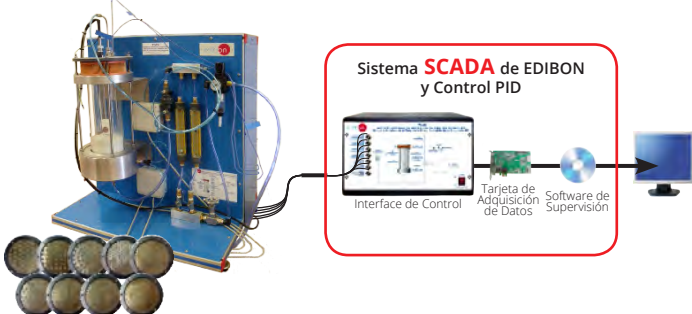 Sistema SCADA de EDIBON
y Control PID
Interface de Control
Tarjeta de
Adquisición
de Datos
Software de
Supervisión